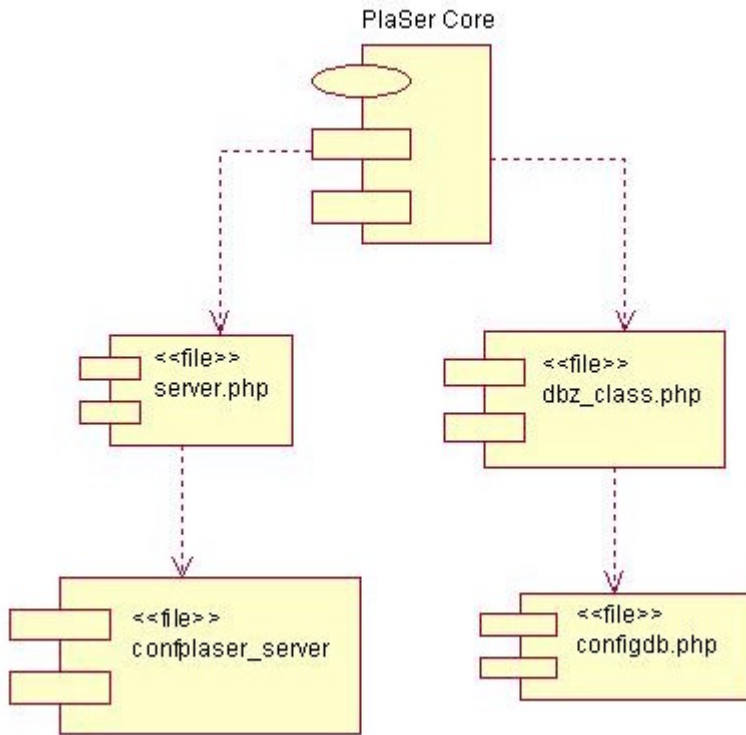 PlaSer Core
<<file>>
server.php
<<file>>
dbz_class.php
<<file>>
confplaser_server
<<file>>
configdb.php